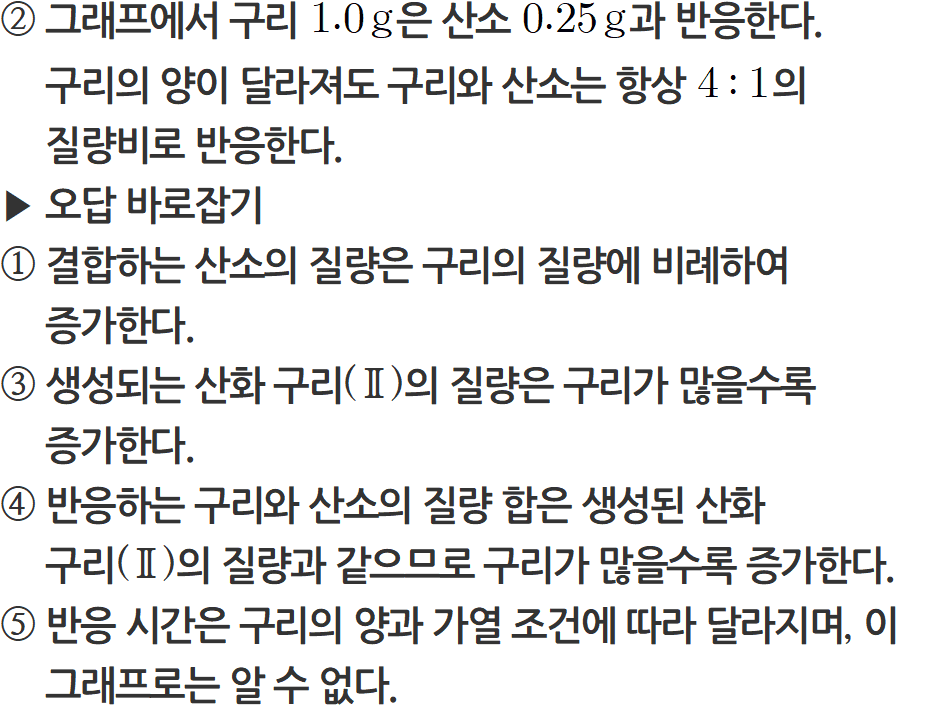 ② 그래프에서 구리 1.0 g은 산소 0.25 g과 반응한다.
구리의 양이 달라져도 구리와 산소는 항상 4 : 1의
질량비로 반응한다.
▶ 오답 바로잡기
① 결합하는 산소의 질량은 구리의 질량에 비례하여
증가한다.
③ 생성되는 산화 구리(Ⅱ)의 질량은 구리가 많을수록
증가한다.
④ 반응하는 구리와 산소의 질량 합은 생성된 산화
구리(Ⅱ)의 질량과 같으므로 구리가 많을수록 증가한다.
⑤ 반응 시간은 구리의 양과 가열 조건에 따라 달라지며, 이
그래프로는 알 수 없다.